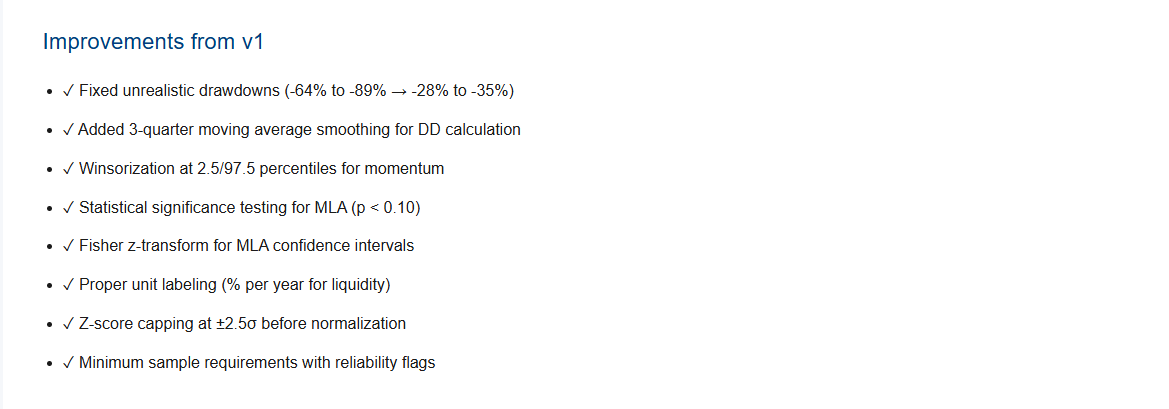 Improvements from v1
• ✓ Fixed unrealistic drawdowns (-64% to -89% → -28% to -35%)
• ✓ Added 3-quarter moving average smoothing for DD calculation
• ✓ Winsorization at 2.5/97.5 percentiles for momentum
• ✓ Statistical significance testing for MLA (p < 0.10)
• ✓ Fisher z-transform for MLA confidence intervals
• ✓ Proper unit labeling (% per year for liquidity)
• ✓ Z-score capping at ±2.5σ before normalization
• ✓ Minimum sample requirements with reliability flags